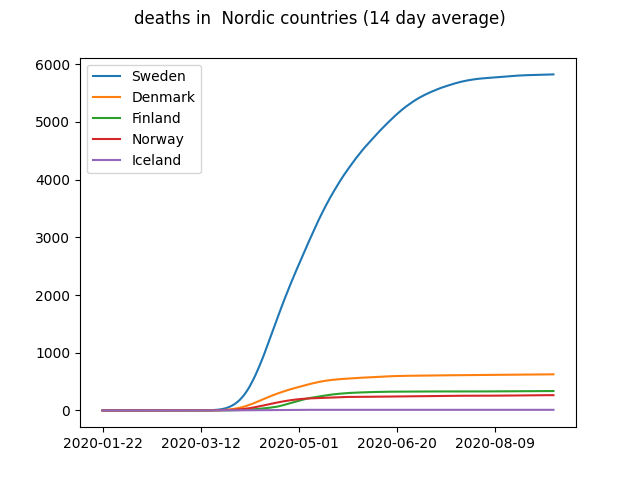 deaths in  Nordic countries (14 day average)
6000
5000
4000
3000
2000
1000
0
Sweden
Denmark
Finland
Norway
Iceland
2020-01-22 2020-03-12 2020-05-01 2020-06-20 2020-08-09